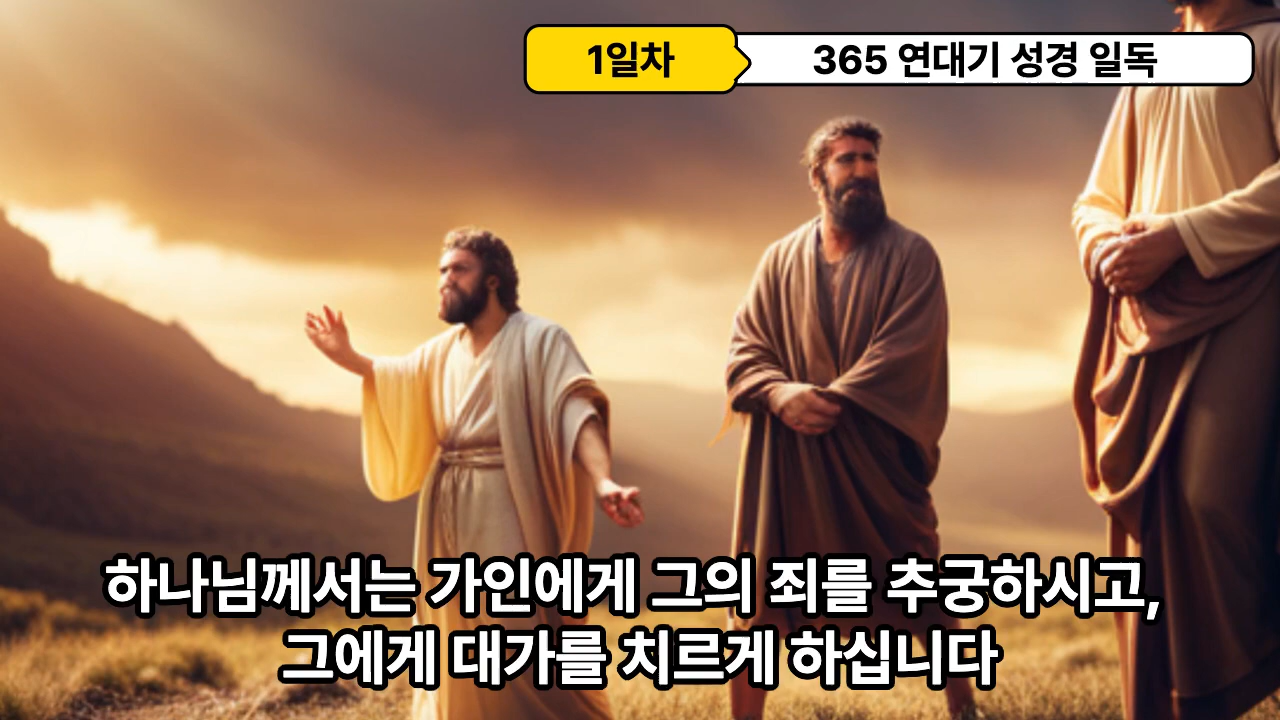 1일차
365 연대기 성경 일독
하나님께서는 가인에게 그의 죄를 추궁하시고,
그에게 대가를 치르게 하십니다